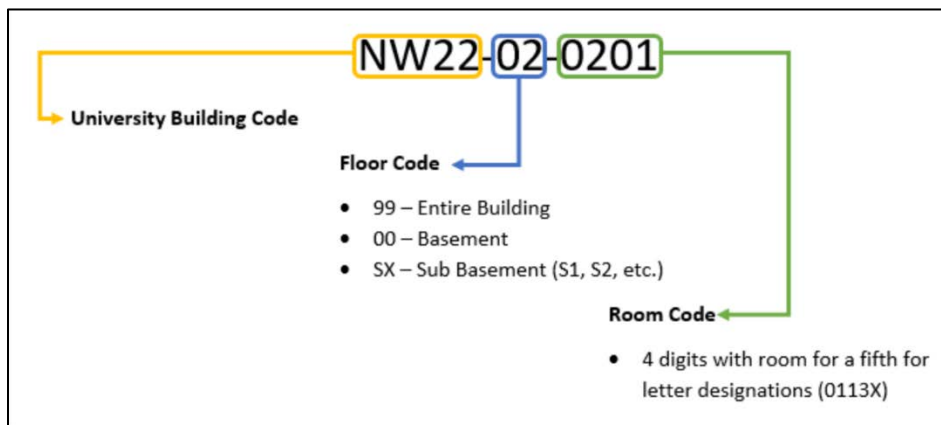 NW22-02-0201
University Building Code
Floor Code
• 99 – Entire Building
• 00 – Basement
• SX – Sub Basement (S1, S2, etc.)
Room Code
• 4 digits with room for a fifth for
letter designations (0113X)